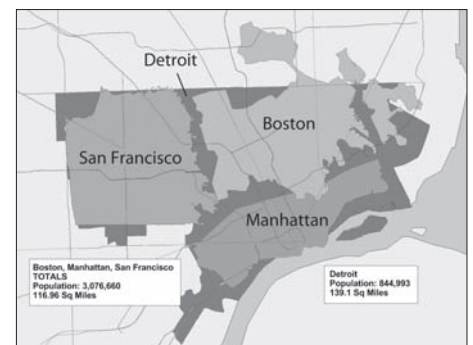 Detroit
Boston
San Francisco
Manhattan
Boston, Manhattan, San Francisco
TOTALS
Population: 3,076,660
116.96 Sq Miles
Detroit
Population: 844,993
139.1 Sq Miles